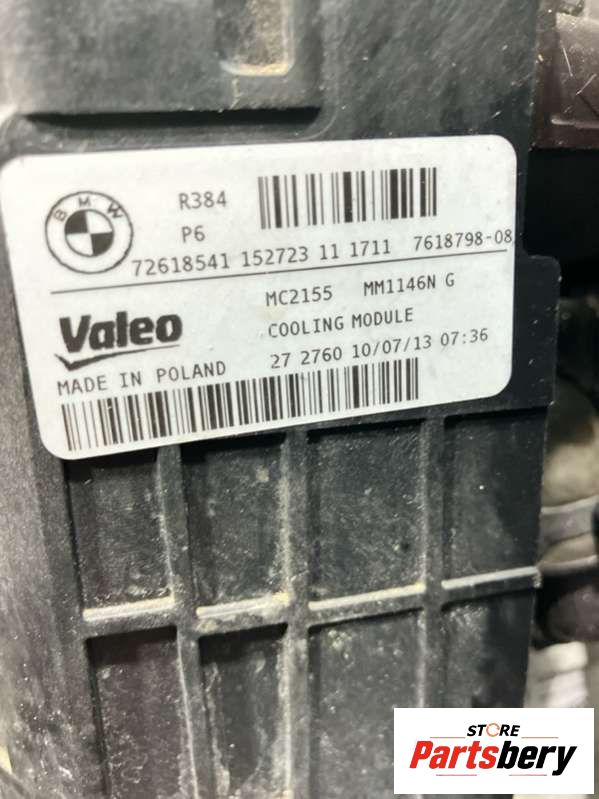 BMW
R384
P6
72618541 152723 11 1711 7618798-08
MC2155 MM1146N G
Valeo
COOLING MODULE
MADE IN POLAND 27 2760 10/07/13 07:36
STORE
Partsbery